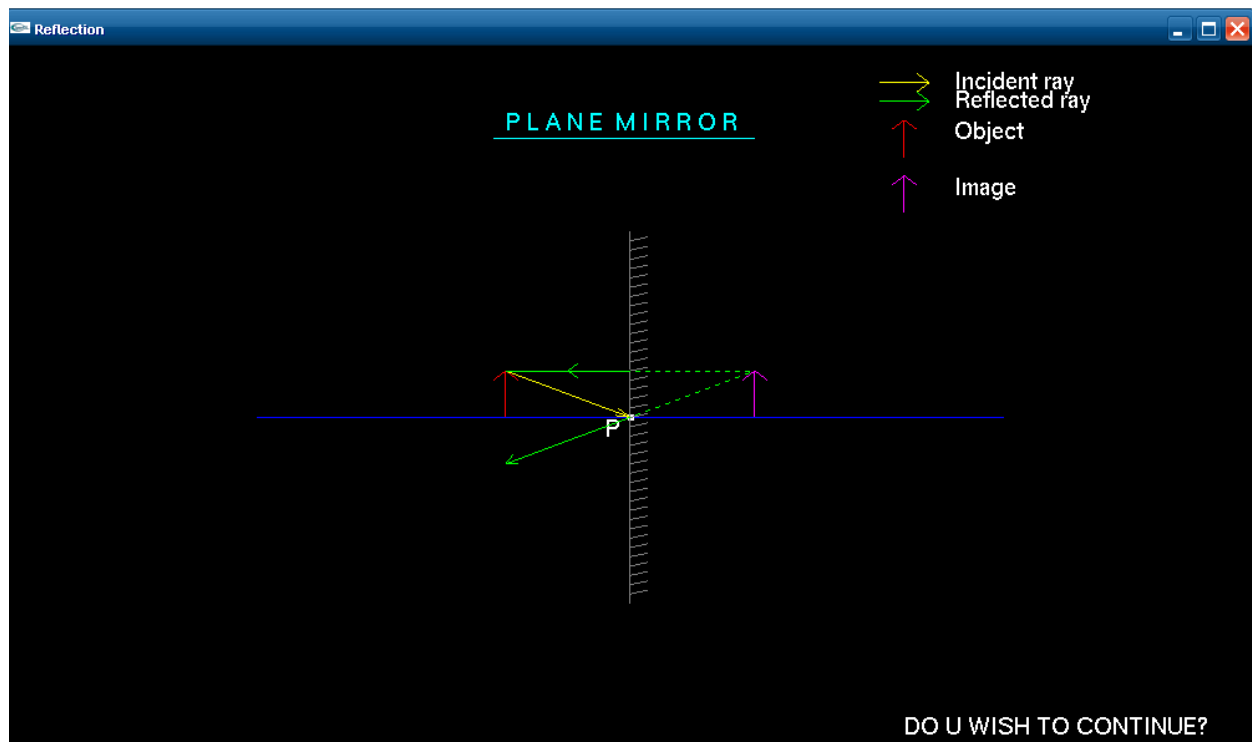 Reflection
Incident ray
Reflected ray
PLANE MIRROR
Object
Image
P
DO U WISH TO CONTINUE?